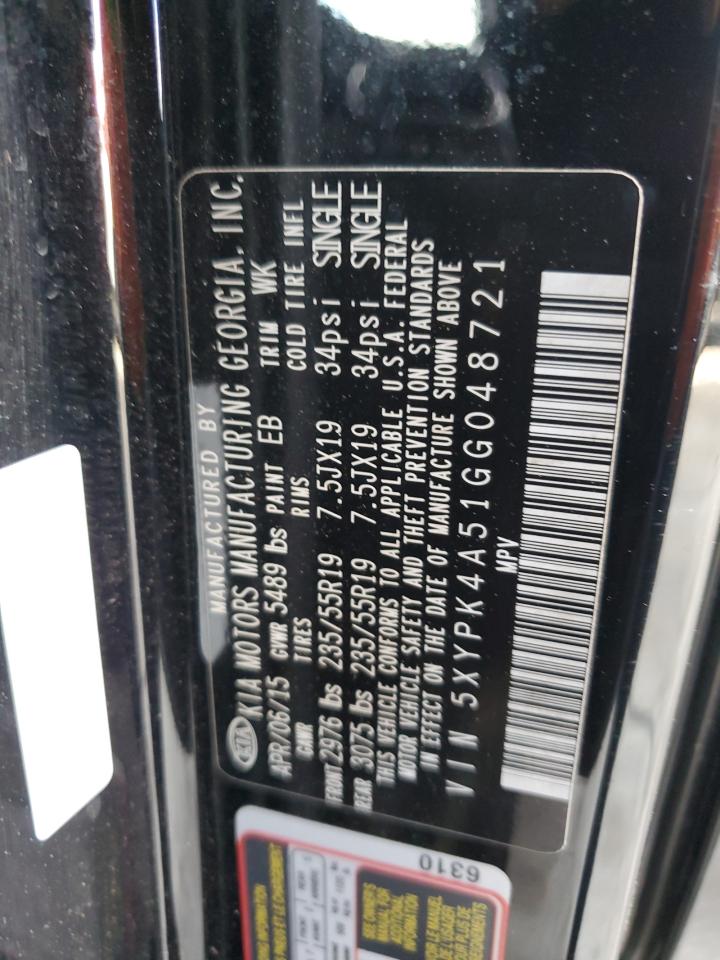 MANUFACTURED BY
KIA KIA MOTORS MANUFACTURING GEORGIA, INC.
APR/06/15 GVWR 5489 lbs PAINT EB TRIM WK
GAWR TIRES RIMS COLD TIRE INFL
FRONT 2976 lbs 235/55R19 7.5JX19 34psi SINGLE
REAR 3075 lbs 235/55R19 7.5JX19 34psi SINGLE
THIS VEHICLE CONFORMS TO ALL APPLICABLE U.S.A. FEDERAL
MOTOR VEHICLE SAFETY AND THEFT PREVENTION STANDARDS
IN EFFECT ON THE DATE OF MANUFACTURE SHOWN ABOVE
VIN 5XYPK4A51GG048721
MPV
6310